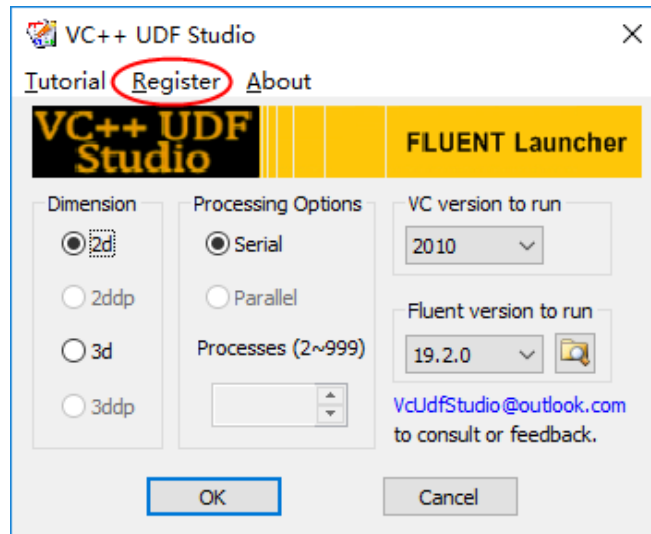 VC++ UDF Studio
Tutorial Register About
VC++ UDF
Studio
FLUENT Launcher
Dimension
2d
2ddp
3d
3ddp
Processing Options
Serial
Parallel
Processes (2~999)
VC version to run
2010
Fluent version to run
19.2.0
VcUdfStudio@outlook.com
to consult or feedback.
OK
Cancel